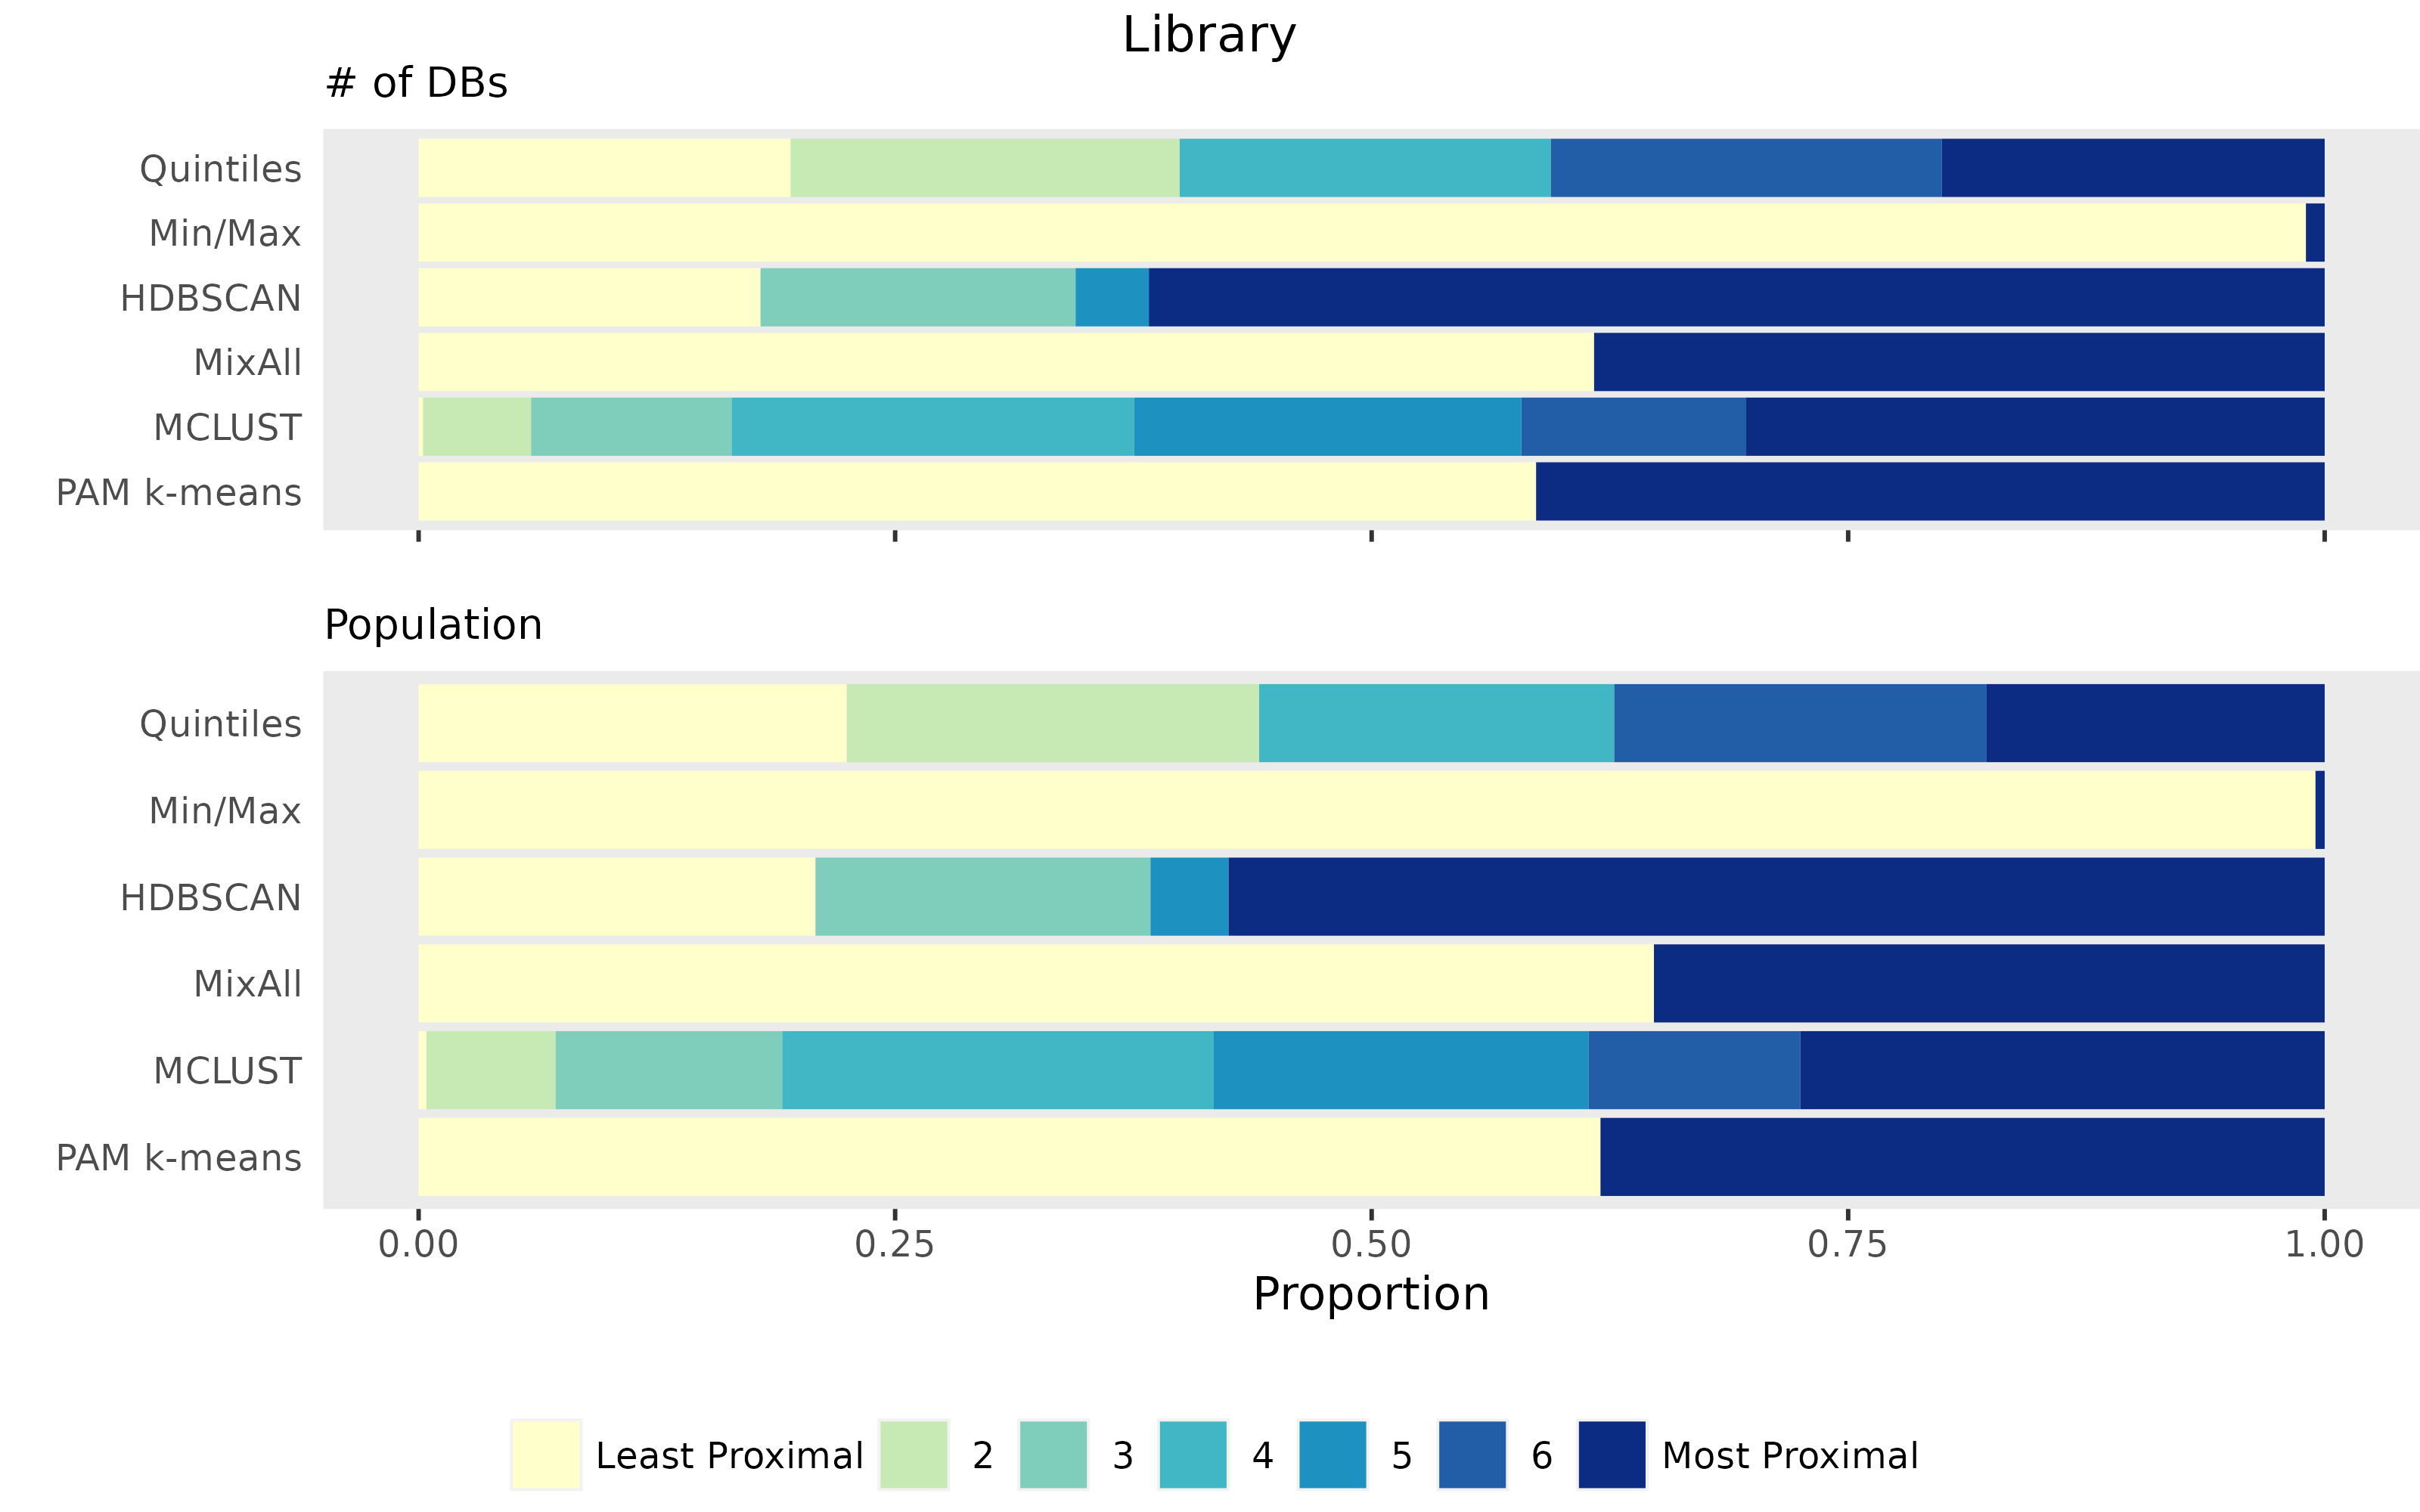 Library
# of DBs
Quintiles
Min/Max
HDBSCAN
MixAll
MCLUST
PAM k-means
Population
Quintiles
Min/Max
HDBSCAN
MixAll
MCLUST
PAM k-means
0.00 0.25 0.50 0.75 1.00
Proportion
Least Proximal 2 3 4 5 6 Most Proximal